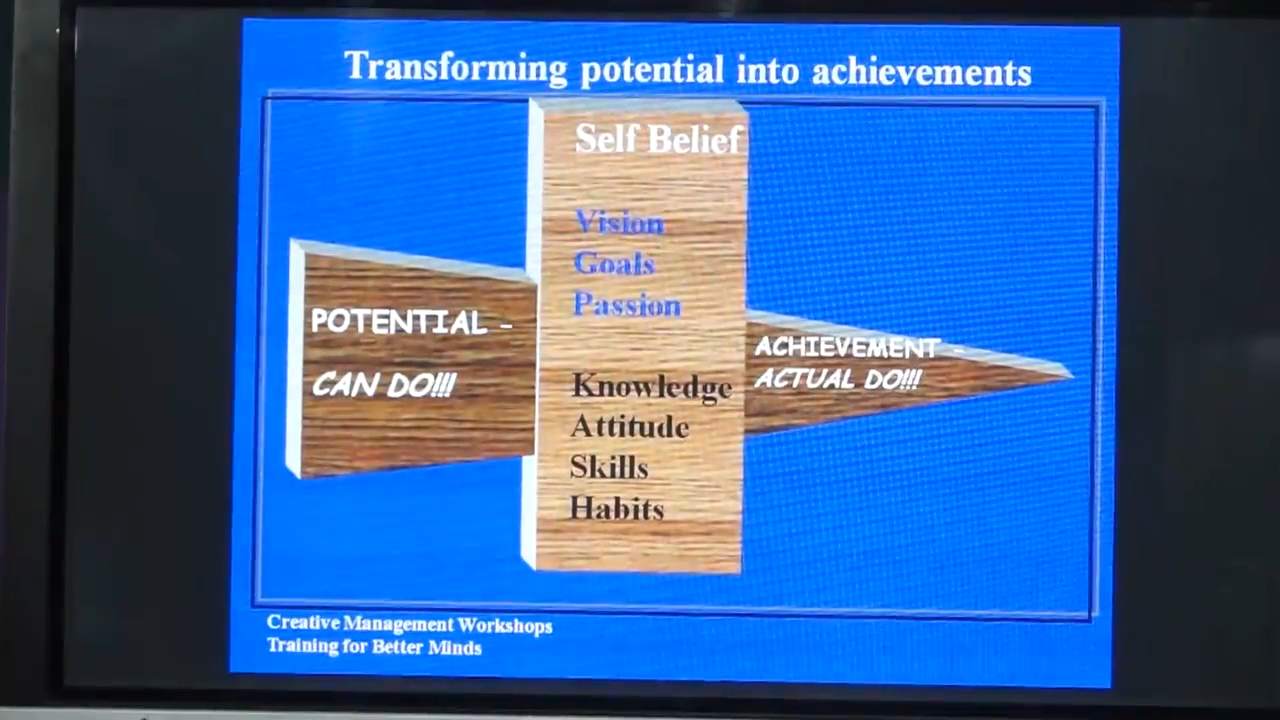 Transforming potential into achievements
Self Belief
Vision
Goals
Passion
Knowledge
Attitude
Skills
Habits
POTENTIAL -
CAN DO!!!
ACHIEVEMENT -
ACTUAL DO!!!
Creative Management Workshops
Training for Better Minds